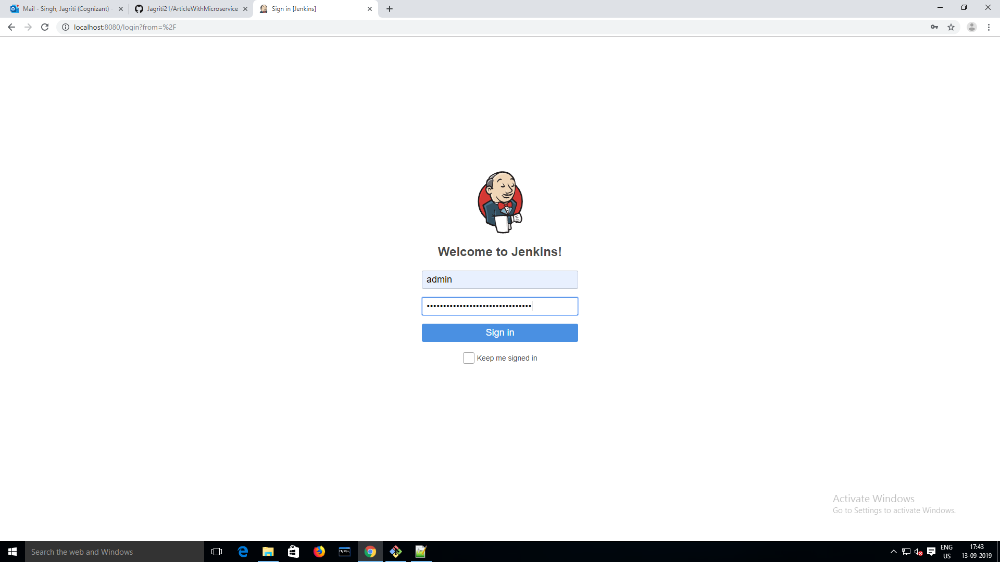 Mail - Singh, Jagriti (Cognizant) -
Jagriti21/ArticleWithMicroservice
Sign in [Jenkins]
localhost:8080/login?from=%2F
Welcome to Jenkins!
admin
••••••••••••••••••••••••••••••••
Sign in
Keep me signed in
Activate Windows
Go to Settings to activate Windows.
Search the web and Windows
ENG
US
17:43
13-09-2019